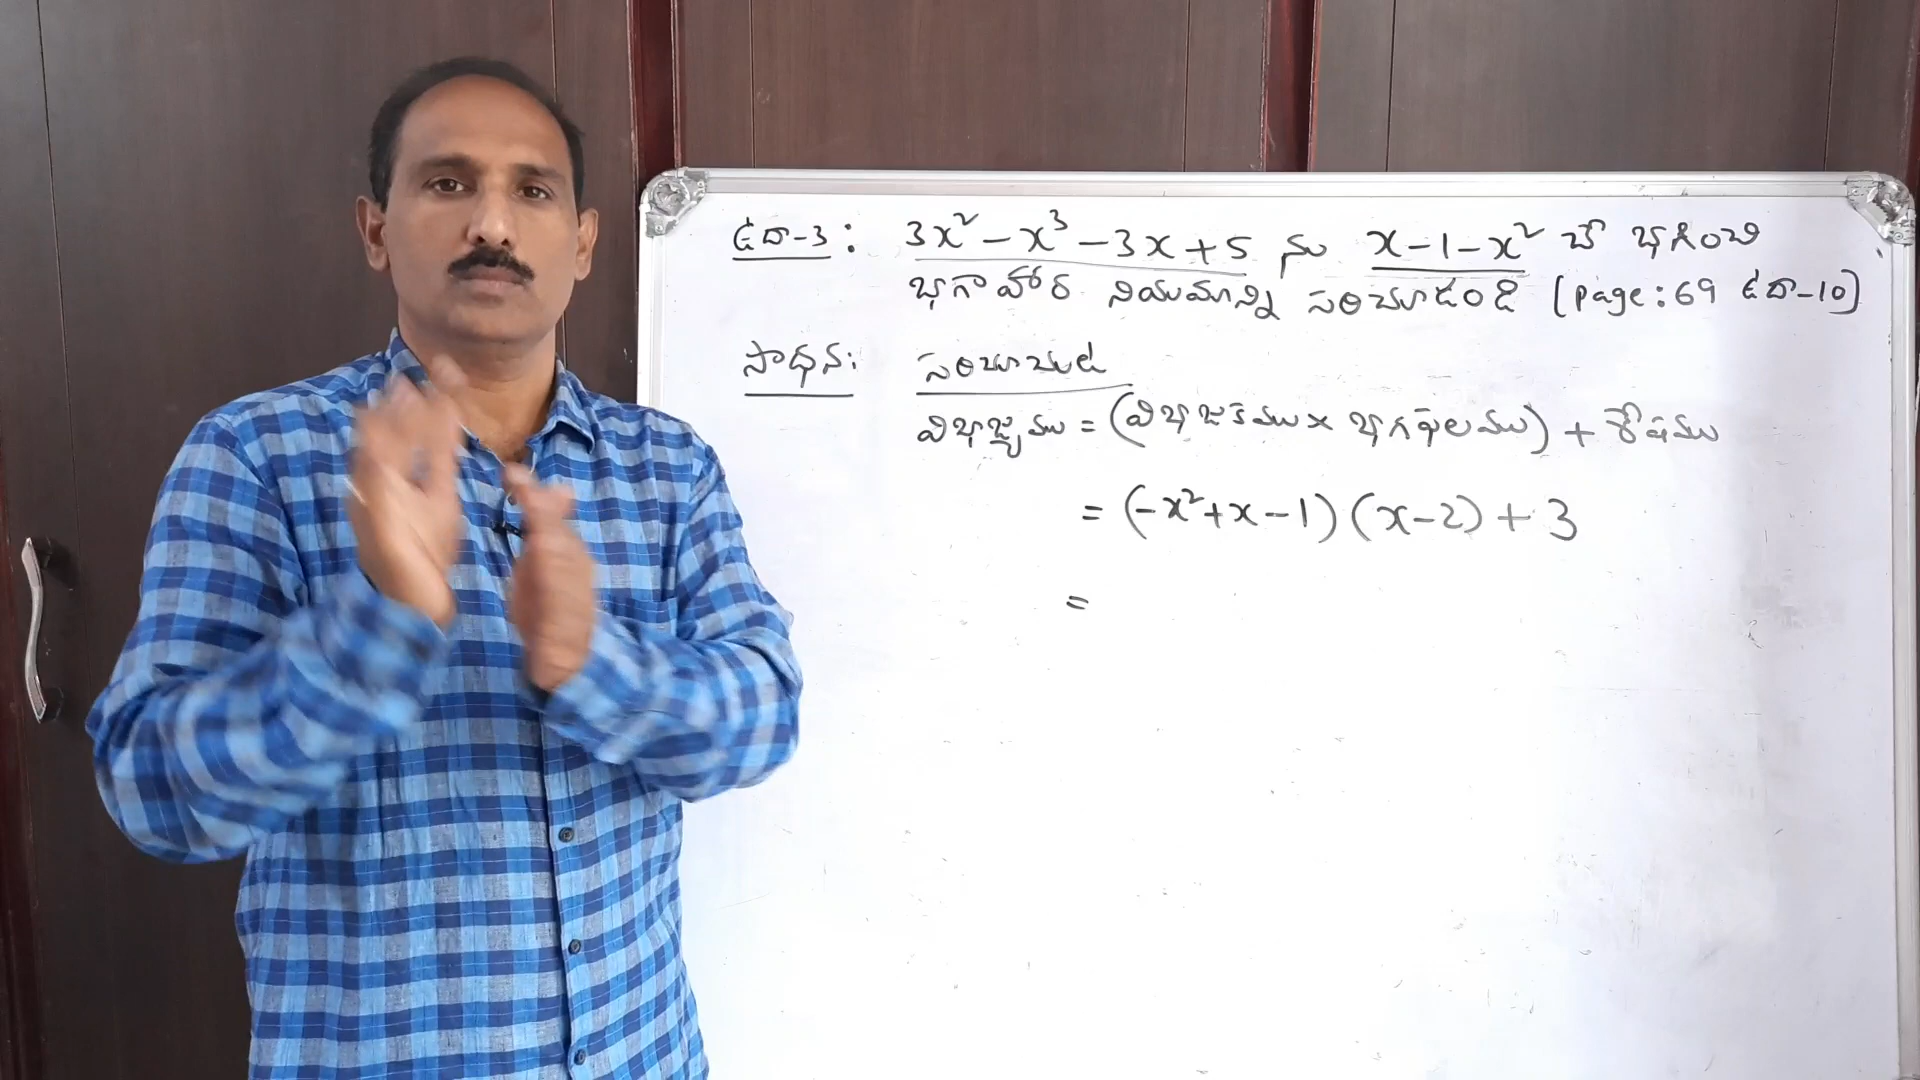 ఉదా-3: 3x² - x³ - 3x + 5 ను x - 1 - x² చే భాగించి
భాగాహార నియమాన్ని సరిచూడండి [page: 69 ఉదా-10]
సాధన: సరిచూచుట
విభాజ్యము = (విభాజకము x భాగఫలము) + శేషము
= (-x² + x - 1) (x - 2) + 3
=